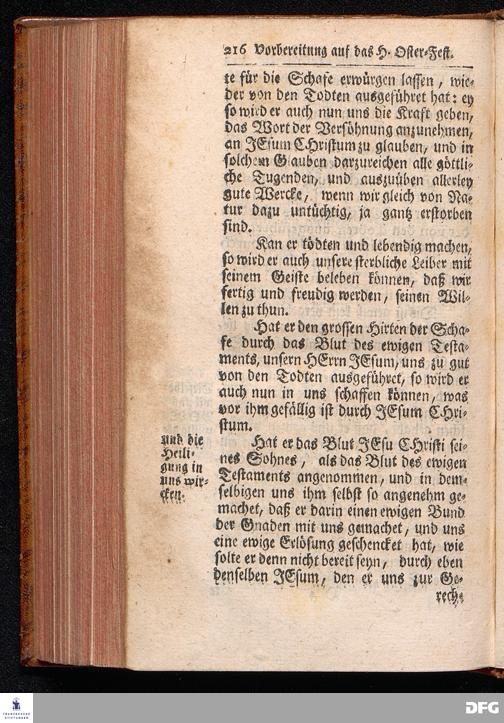 216 Vorbereitung auf das H. Oster-Fest.
te für die Schafe erwürgen lassen, wie-
der von den Todten ausgeführet hat: ey
so wird er auch nun uns die Kraft geben,
das Wort der Versöhnung anzunehmen,
an JEsum CHristum zu glauben, und in
solchem Glauben darzureichen alle göttli-
che Tugenden, und auszuüben allerley
gute Wercke, wenn wir gleich von Na-
tur dazu untüchtig, ja gantz erstorben
sind.
Kan er tödten und lebendig machen,
so wird er auch unsere sterbliche Leiber mit
seinem Geiste beleben können, daß wir
fertig und freudig werden, seinen Wil-
len zu thun.
Hat er den grossen Hirten der Scha-
fe durch das Blut des ewigen Testa-
ments, unsern HErrn JEsum, uns zu gut
von den Todten ausgeführet, so wird er
auch nun in uns schaffen können, was
vor ihm gefällig ist durch JEsum CHri-
stum.
und die
Heili-
gung in
uns wir-
cken.
Hat er das Blut JEsu CHristi sei-
nes Sohnes, als das Blut des ewigen
Testaments angenommen, und in dem-
selbigen uns ihm selbst so angenehm ge-
machet, daß er darin einen ewigen Bund
der Gnaden mit uns gemachet, und uns
eine ewige Erlösung geschencket hat, wie
solte er denn nicht bereit seyn, durch eben
denselben JEsum, den er uns zur Ge-
rech-
FRANCKESCHE
STIFTUNGEN
DFG